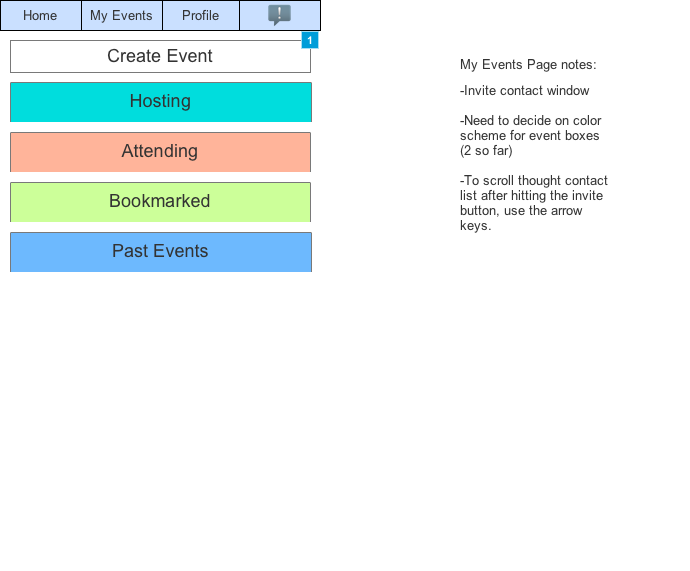 Home
My Events
Profile
!
1
Create Event
Hosting
Attending
Bookmarked
Past Events
My Events Page notes:
-Invite contact window
-Need to decide on color
scheme for event boxes
(2 so far)
-To scroll thought contact
list after hitting the invite
button, use the arrow
keys.